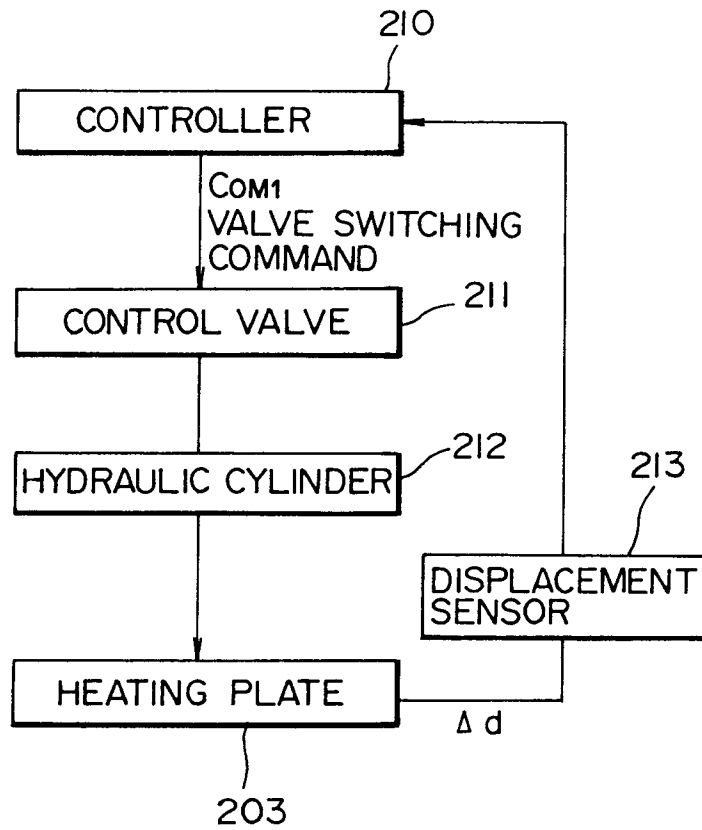 210
CONTROLLER
COM1
VALVE SWITCHING
COMMAND
211
CONTROL VALVE
212
HYDRAULIC CYLINDER
213
DISPLACEMENT
SENSOR
HEATING PLATE
Δd
203